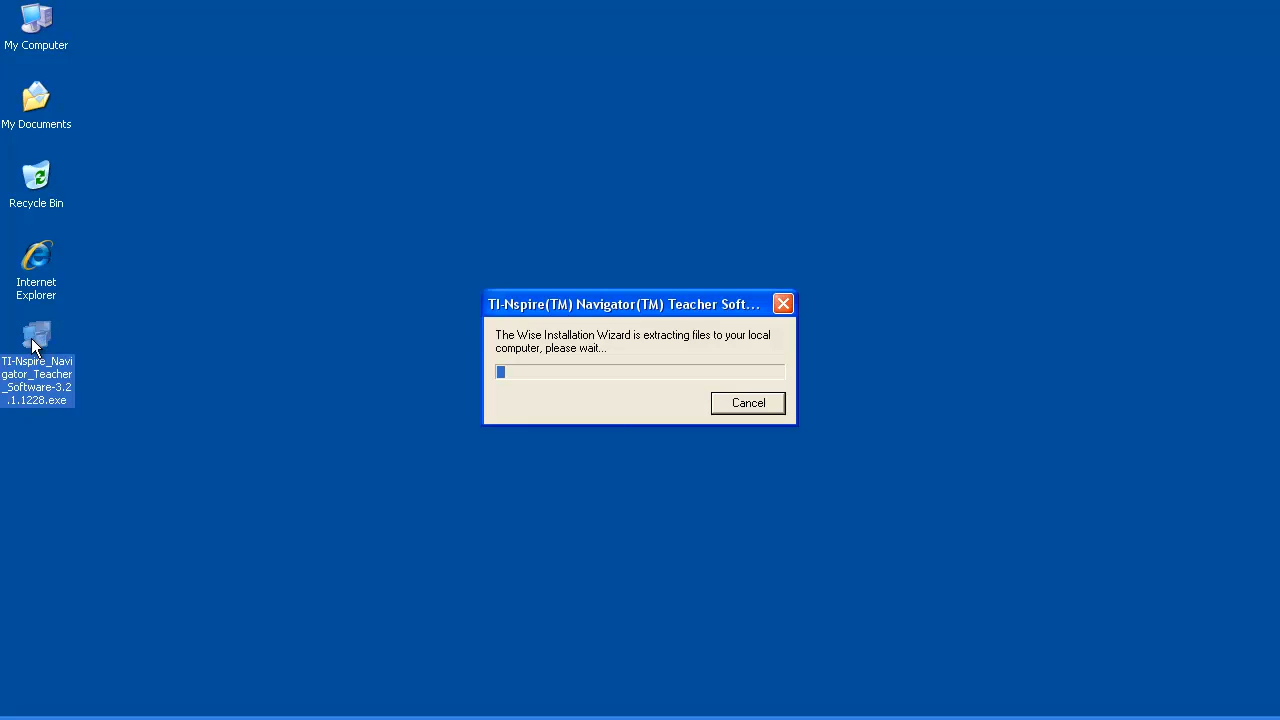 My Computer
My Documents
Recycle Bin
Internet
Explorer
TI-Nspire_Navi
gator_Teacher
_Software-3.2
.1.1228.exe
TI-Nspire(TM) Navigator(TM) Teacher Soft...
The Wise Installation Wizard is extracting files to your local
computer, please wait...
Cancel